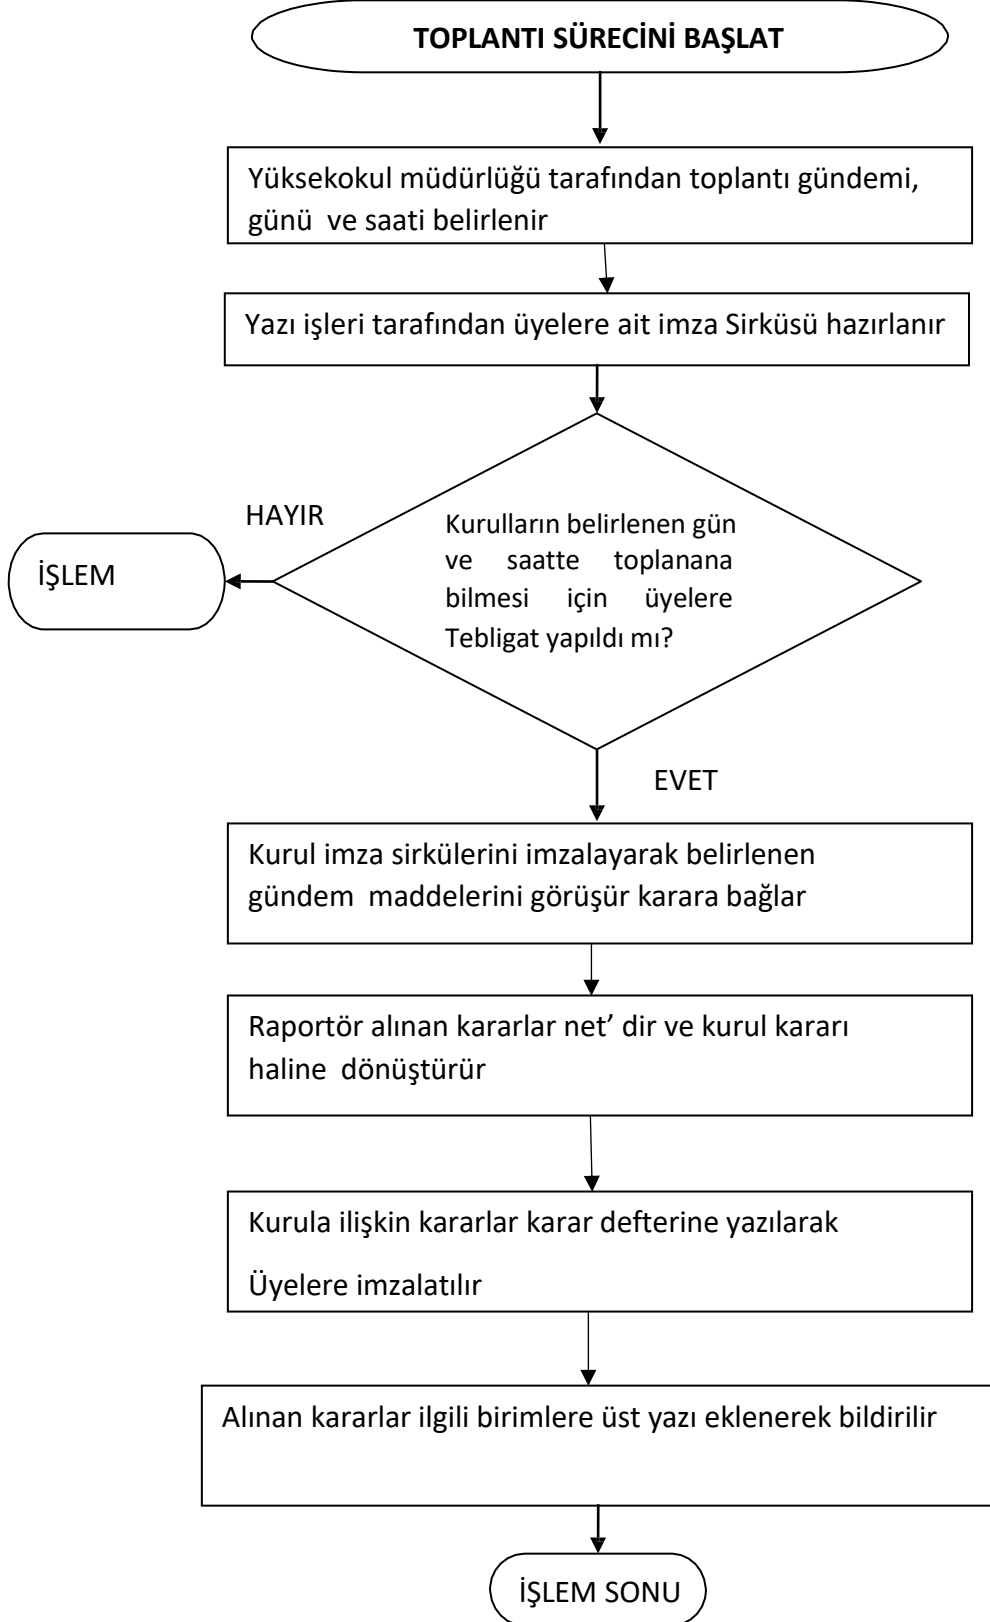 TOPLANTI SÜRECİNİ BAŞLAT
Yüksekokul müdürlüğü tarafından toplantı gündemi,
günü ve saati belirlenir
Yazı işleri tarafından üyelere ait imza Sirküsü hazırlanır
HAYIR
Kurulların belirlenen gün
ve saatte toplanana
bilmesi için üyelere
Tebligat yapıldı mı?
İŞLEM
EVET
Kurul imza sirkülerini imzalayarak belirlenen
gündem maddelerini görüşür karara bağlar
Raportör alınan kararlar net’ dir ve kurul kararı
haline dönüştürür
Kurula ilişkin kararlar karar defterine yazılarak
Üyelere imzalatılır
Alınan kararlar ilgili birimlere üst yazı eklenerek bildirilir
İŞLEM SONU